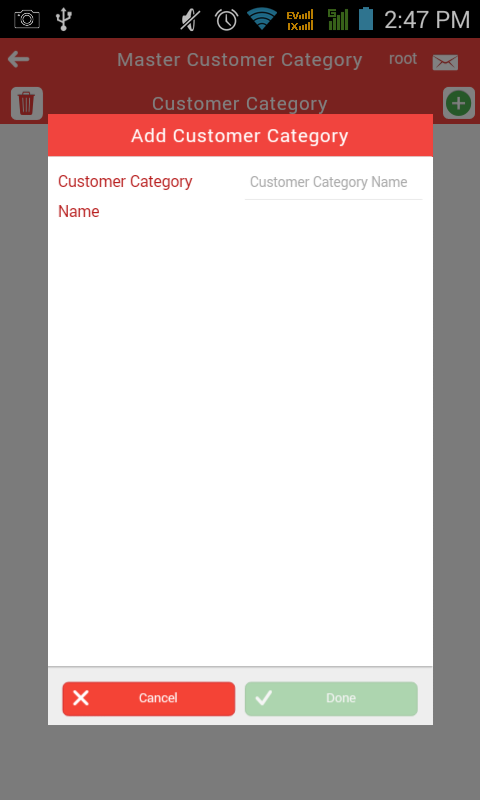 EV
1X G 2:47 PM
Master Customer Category root
Customer Category
Add Customer Category
Customer Category Customer Category Name
Name
Cancel Done